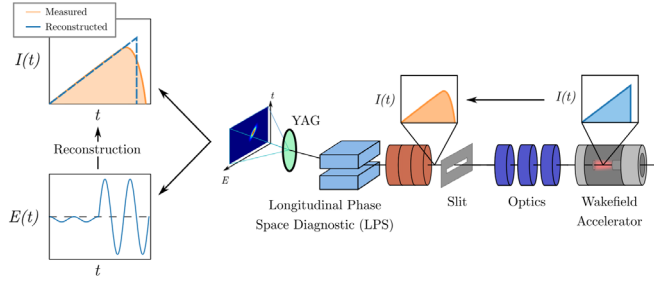 Measured
Reconstructed
I(t)
t
Reconstruction
E(t)
t
t
E
YAG
Longitudinal Phase
Space Diagnostic (LPS)
I(t)
Slit
Optics
I(t)
Wakefield
Accelerator